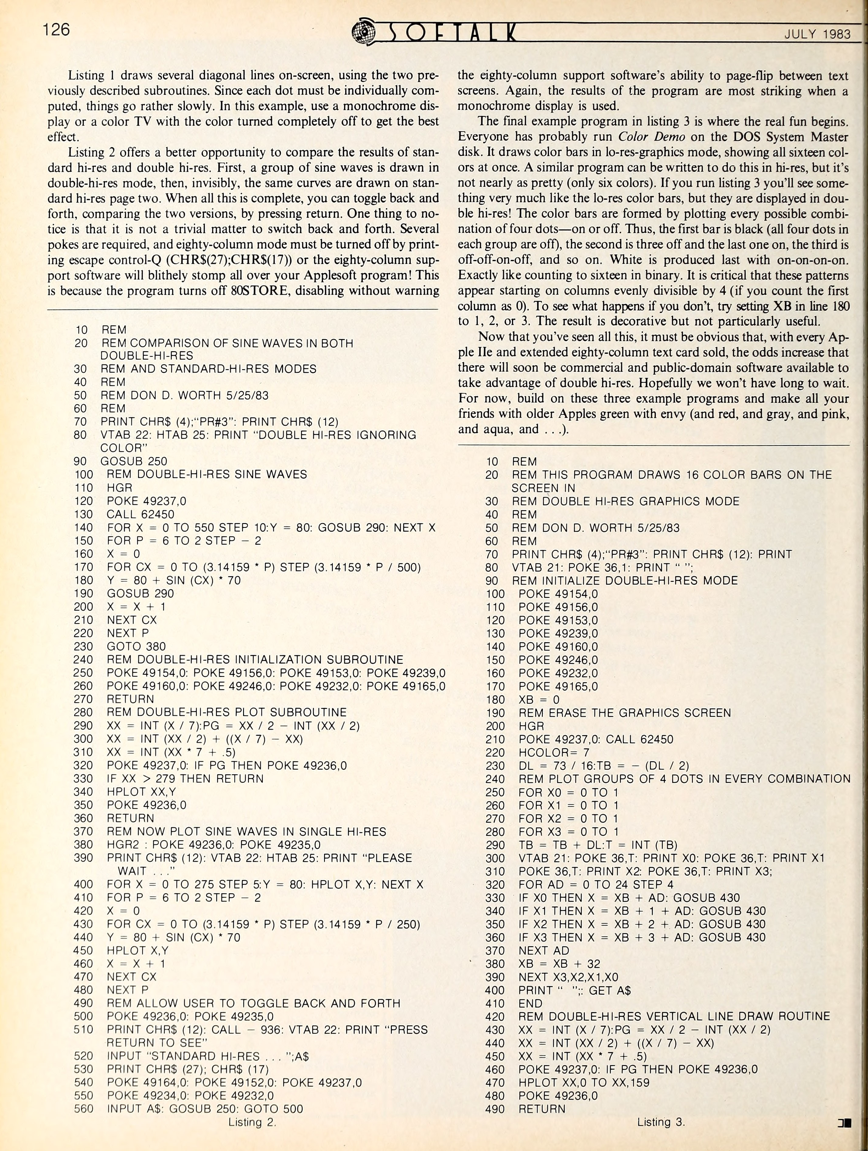 126
SOFTALK
JULY 1983
Listing 1 draws several diagonal lines on-screen, using the two pre-
viously described subroutines. Since each dot must be individually com-
puted, things go rather slowly. In this example, use a monochrome dis-
play or a color TV with the color turned completely off to get the best
effect.
Listing 2 offers a better opportunity to compare the results of stan-
dard hi-res and double hi-res. First, a group of sine waves is drawn in
double-hi-res mode, then, invisibly, the same curves are drawn on stan-
dard hi-res page two. When all this is complete, you can toggle back and
forth, comparing the two versions, by pressing return. One thing to no-
tice is that it is not a trivial matter to switch back and forth. Several
pokes are required, and eighty-column mode must be turned off by print-
ing escape control-Q (CHR$(27);CHR$(17)) or the eighty-column sup-
port software will blithely stomp all over your Applesoft program! This
is because the program turns off 80STORE, disabling without warning
10 REM
20 REM COMPARISON OF SINE WAVES IN BOTH
DOUBLE-HI-RES
30 REM AND STANDARD-HI-RES MODES
40 REM
50 REM DON D. WORTH 5/25/83
60 REM
70 PRINT CHR$ (4);"PR#3": PRINT CHR$ (12)
80 VTAB 22: HTAB 25: PRINT "DOUBLE HI-RES IGNORING
COLOR"
90 GOSUB 250
100 REM DOUBLE-HI-RES SINE WAVES
110 HGR
120 POKE 49237,0
130 CALL 62450
140 FOR X = 0 TO 550 STEP 10:Y = 80: GOSUB 290: NEXT X
150 FOR P = 6 TO 2 STEP - 2
160 X = 0
170 FOR CX = 0 TO (3.14159 * P) STEP (3.14159 * P / 500)
180 Y = 80 + SIN (CX) * 70
190 GOSUB 290
200 X = X + 1
210 NEXT CX
220 NEXT P
230 GOTO 380
240 REM DOUBLE-HI-RES INITIALIZATION SUBROUTINE
250 POKE 49154,0: POKE 49156,0: POKE 49153,0: POKE 49239,0
260 POKE 49160,0: POKE 49246,0: POKE 49232,0: POKE 49165,0
270 RETURN
280 REM DOUBLE-HI-RES PLOT SUBROUTINE
290 XX = INT (X / 7):PG = XX / 2 - INT (XX / 2)
300 XX = INT (XX / 2) + ((X / 7) - XX)
310 XX = INT (XX * 7 + .5)
320 POKE 49237,0: IF PG THEN POKE 49236,0
330 IF XX > 279 THEN RETURN
340 HPLOT XX,Y
350 POKE 49236,0
360 RETURN
370 REM NOW PLOT SINE WAVES IN SINGLE HI-RES
380 HGR2 : POKE 49236,0: POKE 49235,0
390 PRINT CHR$ (12): VTAB 22: HTAB 25: PRINT "PLEASE
WAIT . . ."
400 FOR X = 0 TO 275 STEP 5:Y = 80: HPLOT X,Y: NEXT X
410 FOR P = 6 TO 2 STEP - 2
420 X = 0
430 FOR CX = 0 TO (3.14159 * P) STEP (3.14159 * P / 250)
440 Y = 80 + SIN (CX) * 70
450 HPLOT X,Y
460 X = X + 1
470 NEXT CX
480 NEXT P
490 REM ALLOW USER TO TOGGLE BACK AND FORTH
500 POKE 49236,0: POKE 49235,0
510 PRINT CHR$ (12): CALL - 936: VTAB 22: PRINT "PRESS
RETURN TO SEE"
520 INPUT "STANDARD HI-RES . . . ";A$
530 PRINT CHR$ (27); CHR$ (17)
540 POKE 49164,0: POKE 49152,0: POKE 49237,0
550 POKE 49234,0: POKE 49232,0
560 INPUT A$: GOSUB 250: GOTO 500
Listing 2.
the eighty-column support software's ability to page-flip between text
screens. Again, the results of the program are most striking when a
monochrome display is used.
The final example program in listing 3 is where the real fun begins.
Everyone has probably run Color Demo on the DOS System Master
disk. It draws color bars in lo-res-graphics mode, showing all sixteen col-
ors at once. A similar program can be written to do this in hi-res, but it's
not nearly as pretty (only six colors). If you run listing 3 you'll see some-
thing very much like the lo-res color bars, but they are displayed in dou-
ble hi-res! The color bars are formed by plotting every possible combi-
nation of four dots—on or off. Thus, the first bar is black (all four dots in
each group are off), the second is three off and the last one on, the third is
off-off-on-off, and so on. White is produced last with on-on-on-on.
Exactly like counting to sixteen in binary. It is critical that these patterns
appear starting on columns evenly divisible by 4 (if you count the first
column as 0). To see what happens if you don't, try setting XB in line 180
to 1, 2, or 3. The result is decorative but not particularly useful.
Now that you've seen all this, it must be obvious that, with every Ap-
ple IIe and extended eighty-column text card sold, the odds increase that
there will soon be commercial and public-domain software available to
take advantage of double hi-res. Hopefully we won't have long to wait.
For now, build on these three example programs and make all your
friends with older Apples green with envy (and red, and gray, and pink,
and aqua, and . . .).
10 REM
20 REM THIS PROGRAM DRAWS 16 COLOR BARS ON THE
SCREEN IN
30 REM DOUBLE HI-RES GRAPHICS MODE
40 REM
50 REM DON D. WORTH 5/25/83
60 REM
70 PRINT CHR$ (4);"PR#3": PRINT CHR$ (12): PRINT
80 VTAB 21: POKE 36,1: PRINT " ";
90 REM INITIALIZE DOUBLE-HI-RES MODE
100 POKE 49154,0
110 POKE 49156,0
120 POKE 49153,0
130 POKE 49239,0
140 POKE 49160,0
150 POKE 49246,0
160 POKE 49232,0
170 POKE 49165,0
180 XB = 0
190 REM ERASE THE GRAPHICS SCREEN
200 HGR
210 POKE 49237,0: CALL 62450
220 HCOLOR= 7
230 DL = 73 / 16:TB = - (DL / 2)
240 REM PLOT GROUPS OF 4 DOTS IN EVERY COMBINATION
250 FOR X0 = 0 TO 1
260 FOR X1 = 0 TO 1
270 FOR X2 = 0 TO 1
280 FOR X3 = 0 TO 1
290 TB = TB + DL:T = INT (TB)
300 VTAB 21: POKE 36,T: PRINT X0: POKE 36,T: PRINT X1
310 POKE 36,T: PRINT X2: POKE 36,T: PRINT X3;
320 FOR AD = 0 TO 24 STEP 4
330 IF X0 THEN X = XB + AD: GOSUB 430
340 IF X1 THEN X = XB + 1 + AD: GOSUB 430
350 IF X2 THEN X = XB + 2 + AD: GOSUB 430
360 IF X3 THEN X = XB + 3 + AD: GOSUB 430
370 NEXT AD
380 XB = XB + 32
390 NEXT X3,X2,X1,X0
400 PRINT " ";: GET A$
410 END
420 REM DOUBLE-HI-RES VERTICAL LINE DRAW ROUTINE
430 XX = INT (X / 7):PG = XX / 2 - INT (XX / 2)
440 XX = INT (XX / 2) + ((X / 7) - XX)
450 XX = INT (XX * 7 + .5)
460 POKE 49237,0: IF PG THEN POKE 49236,0
470 HPLOT XX,0 TO XX,159
480 POKE 49236,0
490 RETURN
Listing 3.